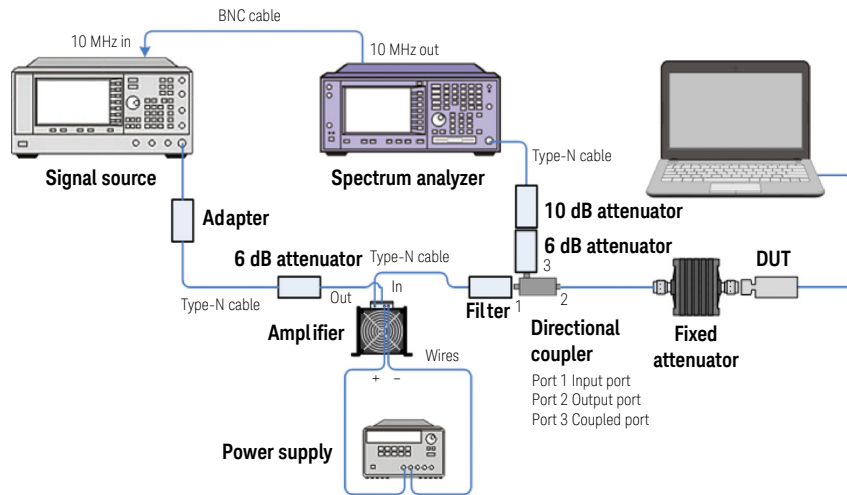 BNC cable
10 MHz in
10 MHz out
Signal source
Spectrum analyzer
Type-N cable
Adapter
10 dB attenuator
6 dB attenuator
Type-N cable
6 dB attenuator
3
DUT
Type-N cable
Out
In
Filter
1
2
Amplifier
Directional
coupler
Fixed
attenuator
Wires
+
–
Port 1 Input port
Port 2 Output port
Port 3 Coupled port
Power supply